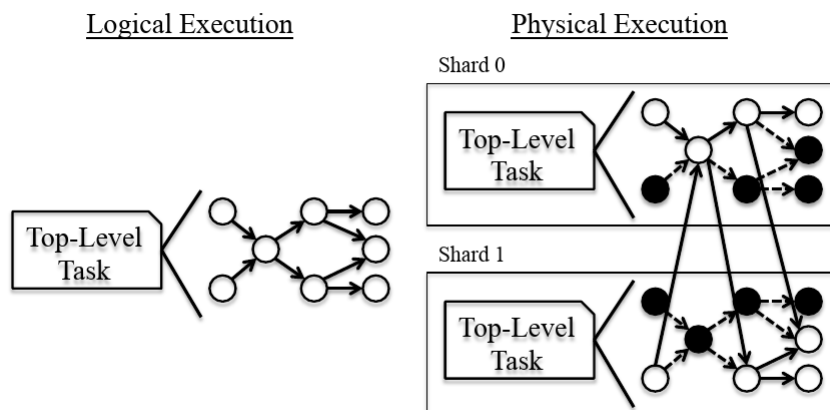 Logical Execution
Physical Execution
Shard 0
Top-Level
Task
Top-Level
Task
Shard 1
Top-Level
Task